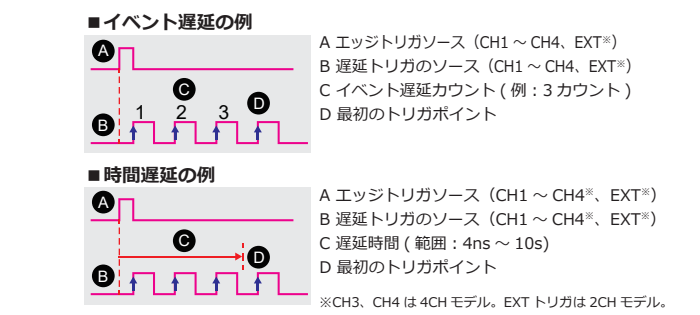 ■イベント遅延の例
A
C
1 2 3 D
B
A エッジトリガソース（CH1 ～ CH4、EXT※）
B 遅延トリガのソース（CH1 ～ CH4、EXT※）
C イベント遅延カウント ( 例：3 カウント )
D 最初のトリガポイント
■時間遅延の例
A
C
D
B
A エッジトリガソース（CH1 ～ CH4※、EXT※）
B 遅延トリガのソース（CH1 ～ CH4※、EXT※）
C 遅延時間 ( 範囲：4ns ～ 10s)
D 最初のトリガポイント
※CH3、CH4 は 4CH モデル。EXT トリガは 2CH モデル。